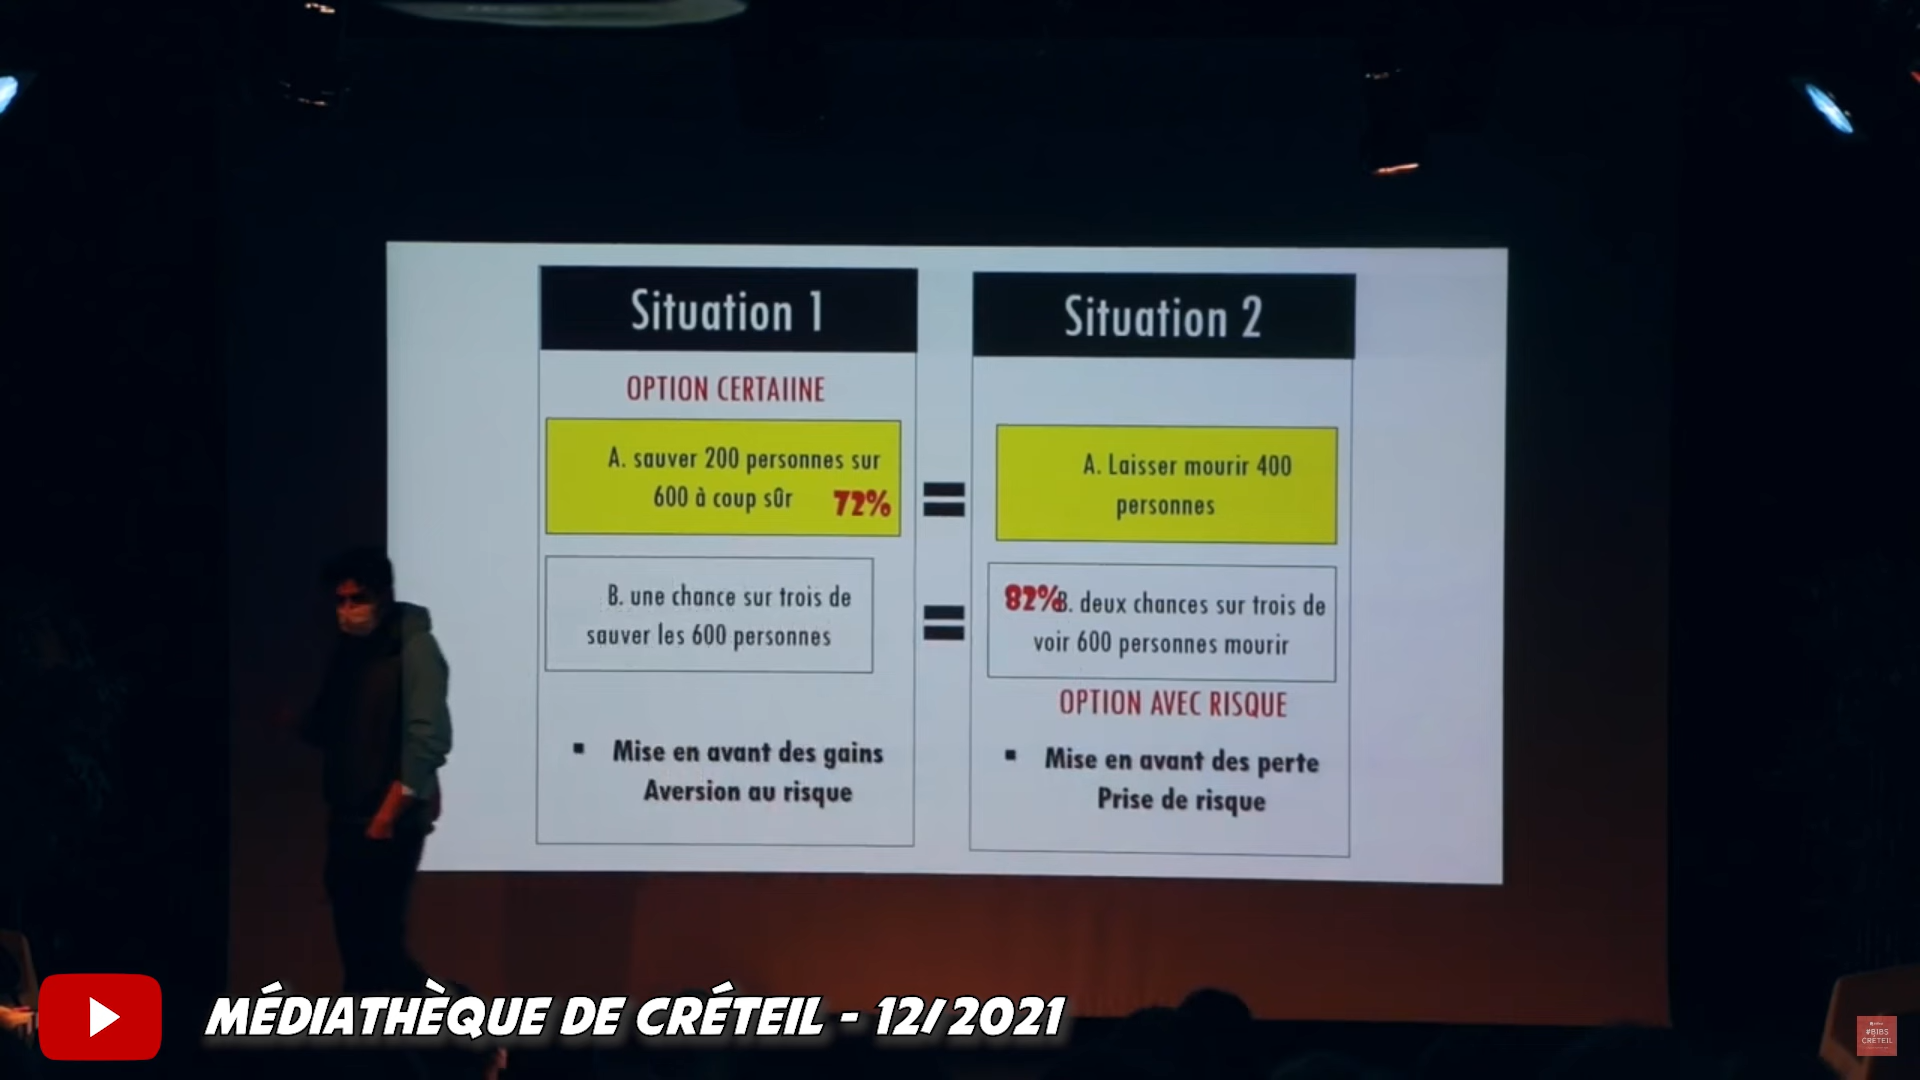 Situation 1
OPTION CERTAIINE
A. sauver 200 personnes sur
600 à coup sûr 72%
B. une chance sur trois de
sauver les 600 personnes
▪ Mise en avant des gains
Aversion au risque
=
=
Situation 2
A. Laisser mourir 400
personnes
82% B. deux chances sur trois de
voir 600 personnes mourir
OPTION AVEC RISQUE
▪ Mise en avant des perte
Prise de risque
MÉDIATHÈQUE DE CRÉTEIL - 12/2021
#BIBS
CRÉTEIL